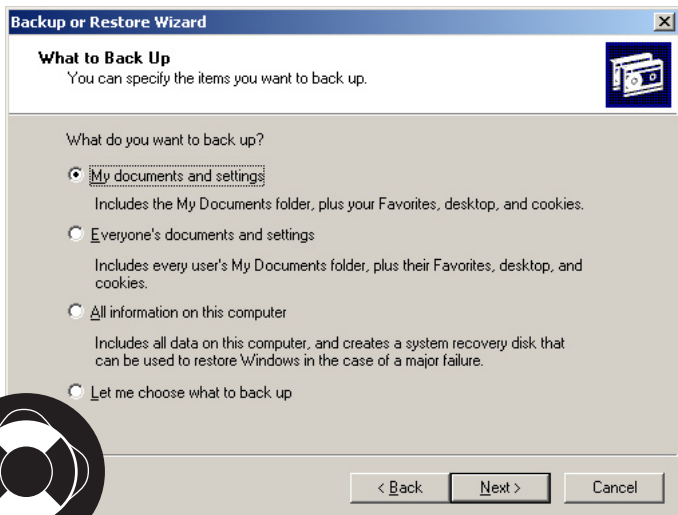 Backup or Restore Wizard
What to Back Up
You can specify the items you want to back up.
What do you want to back up?
My documents and settings
Includes the My Documents folder, plus your Favorites, desktop, and cookies.
Everyone's documents and settings
Includes every user's My Documents folder, plus their Favorites, desktop, and
cookies.
All information on this computer
Includes all data on this computer, and creates a system recovery disk that
can be used to restore Windows in the case of a major failure.
Let me choose what to back up
< Back Next > Cancel